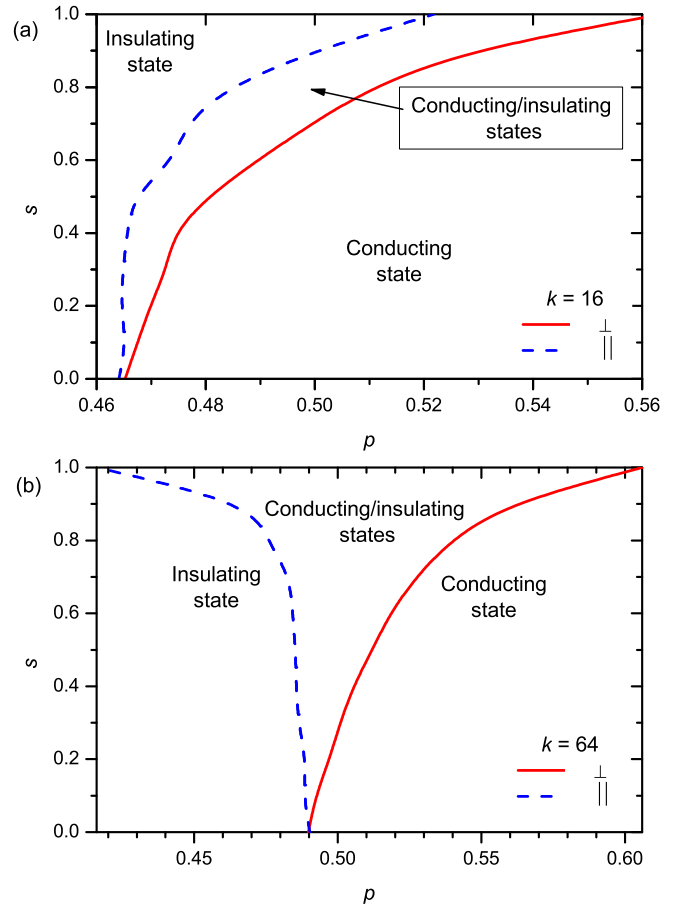 (a)
1.0
Insulating
state
0.8
Conducting/insulating
states
0.6
s
0.4
Conducting
state
0.2
k = 16
⊥
||
0.0
0.46 0.48 0.50 0.52 0.54 0.56
p
(b)
1.0
Conducting/insulating
states
0.8
Insulating
state
Conducting
state
0.6
s
0.4
0.2
k = 64
⊥
||
0.0
0.45 0.50 0.55 0.60
p